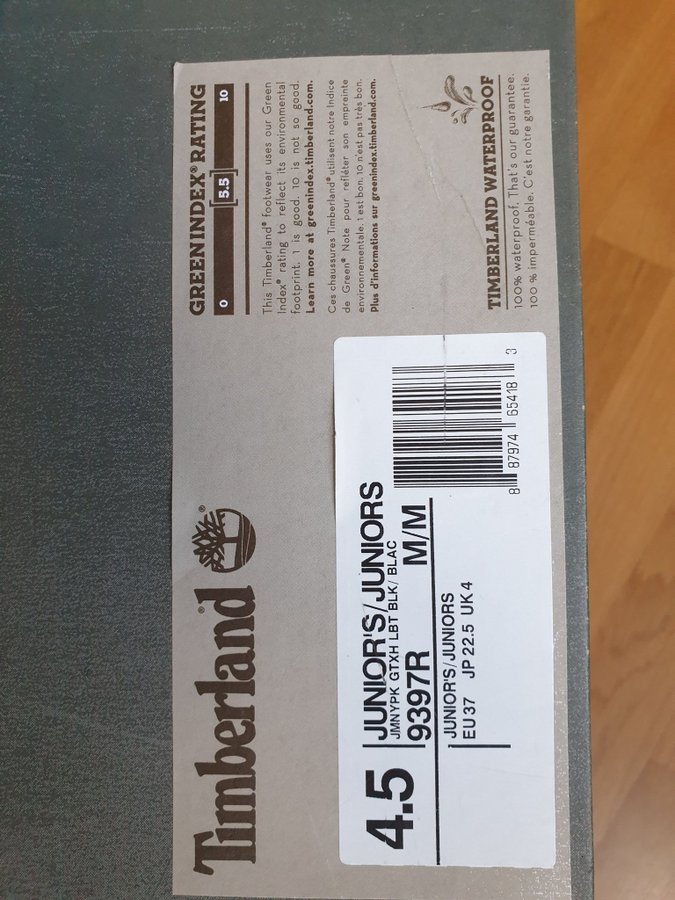 Timberland®
®
GREEN INDEX® RATING
0 [5.5] 10
This Timberland® footwear uses our Green
Index® rating to reflect its environmental
footprint. 1 is good. 10 is not so good.
Learn more at greenindex.timberland.com.
Ces chaussures Timberland® utilisent notre Indice
de Green® Note pour refléter son empreinte
environnementale. 1 est bon. 10 n'est pas très bon.
Plus d'informations sur greenindex.timberland.com.
TIMBERLAND WATERPROOF
100% waterproof. That's our guarantee.
100 % imperméable. C'est notre garantie.
4.5
JUNIOR'S/JUNIORS
JMNYPK GTXH LBT BLK/ BLAC
9397R M/M
JUNIOR'S/JUNIORS
EU 37 JP 22.5 UK 4
8 87974 65418 3